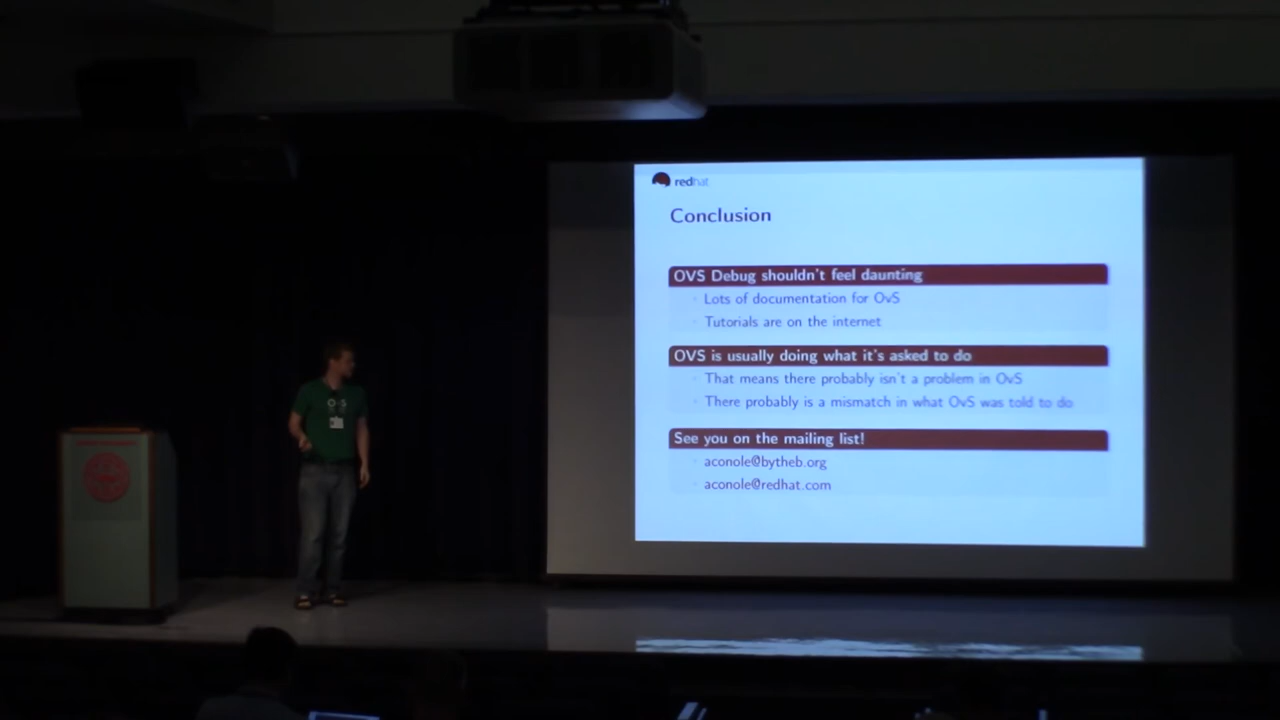 redhat
Conclusion
OVS Debug shouldn't feel daunting
Lots of documentation for OvS
Tutorials are on the internet
OVS is usually doing what it's asked to do
That means there probably isn't a problem in OvS
There probably is a mismatch in what OvS was told to do
See you on the mailing list!
aconole@bytheb.org
aconole@redhat.com
OvS